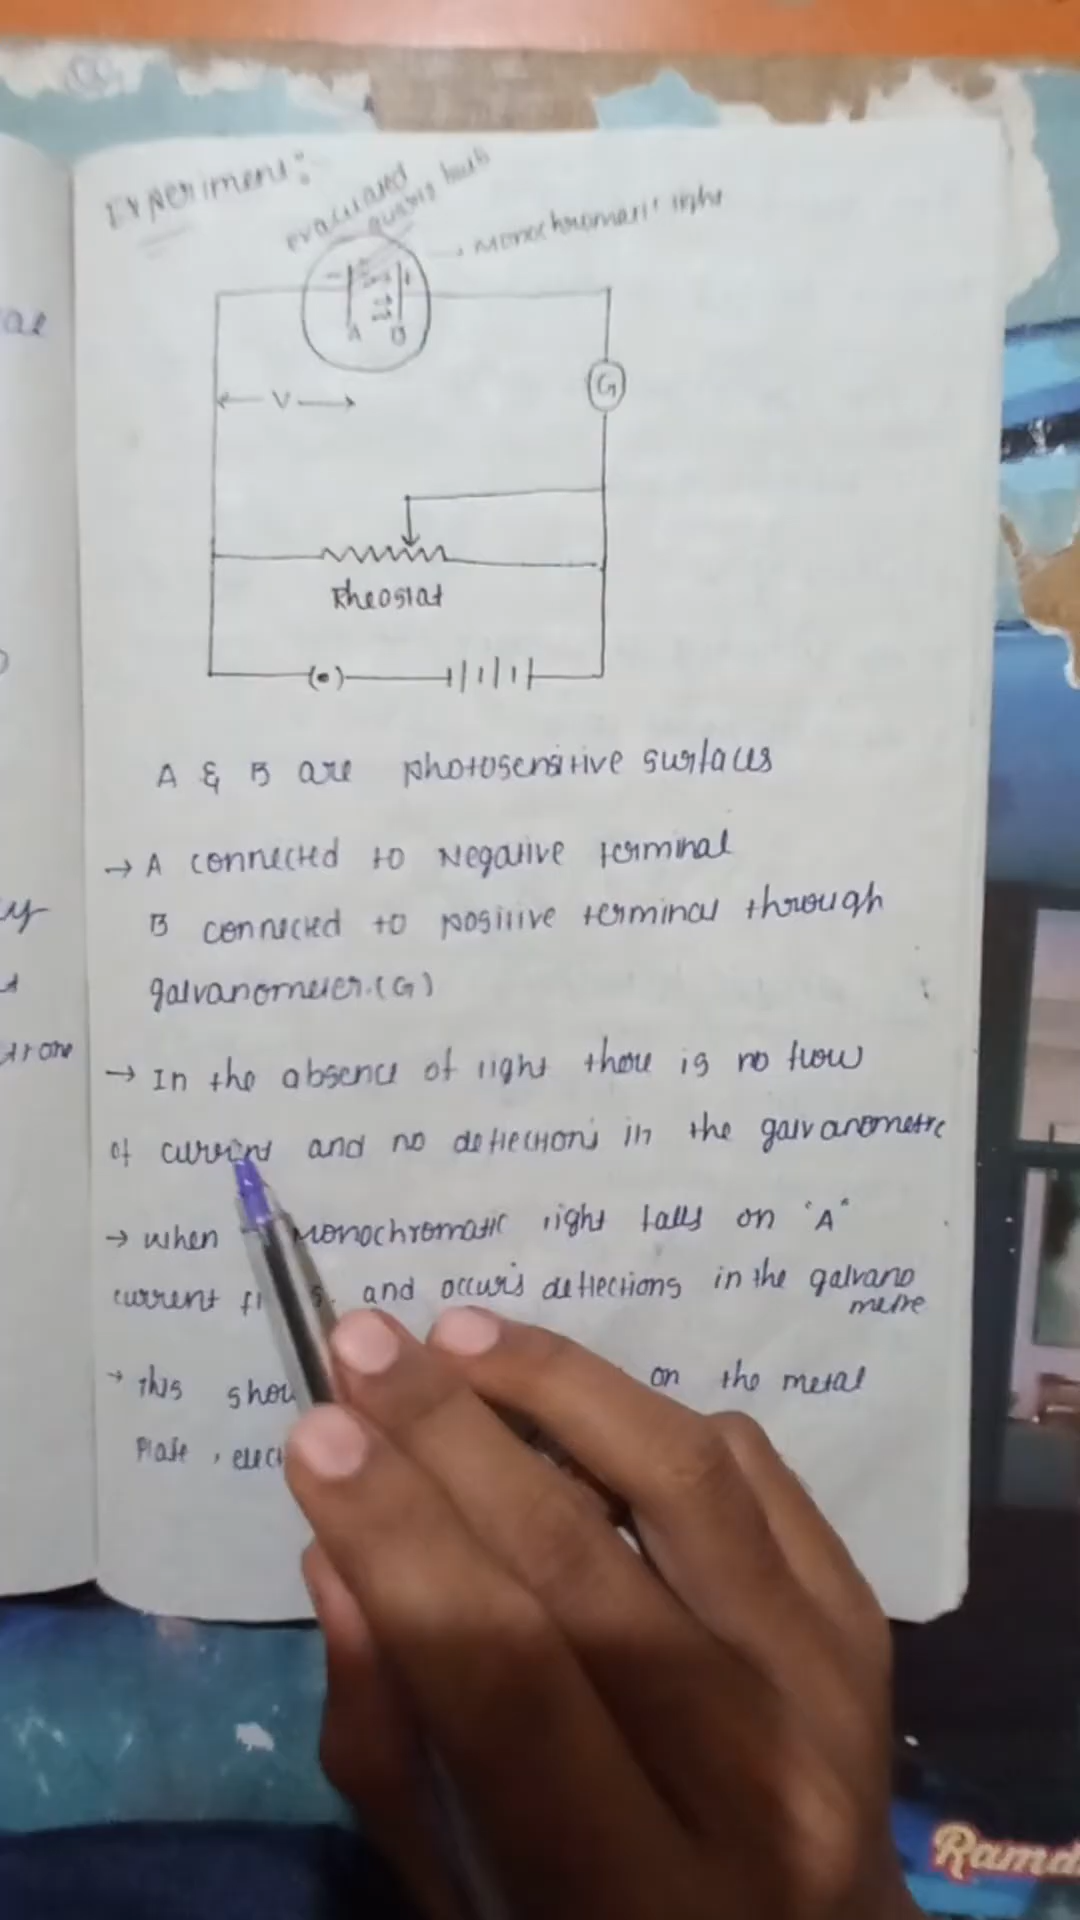 Experiment:
evacuated
quartz bulb
→ Monochromatic light
- +
A B
V
G
Rheostat
A & B are photosensitive surfaces
→ A connected to Negative terminal
B connected to positive terminal through
galvanometer.(G)
→ In the absence of light there is no flow
of current and no deflections in the galvanometre
→ when Monochromatic light falls on "A"
current and occurs deflections in the galvano
metre
→ This on the metal
Plate,
Ramd